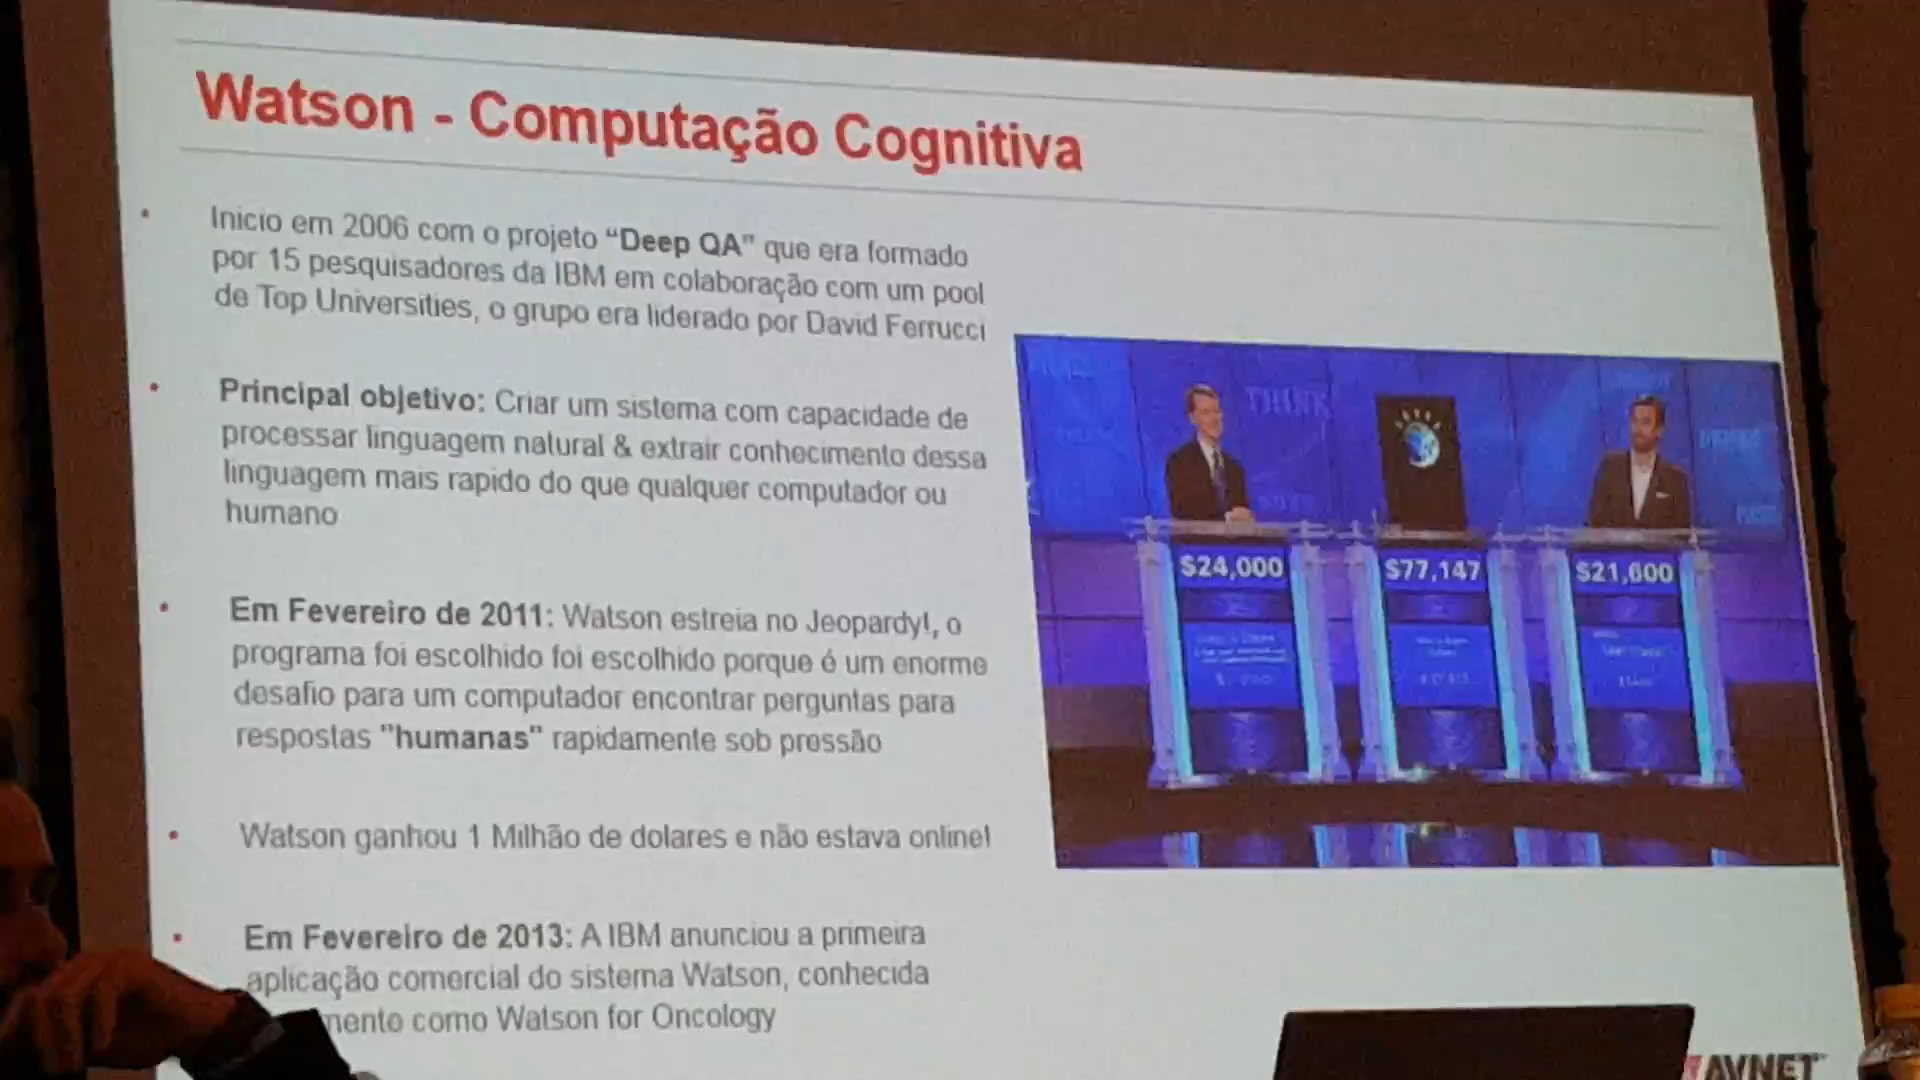 Watson - Computação Cognitiva
Inicio em 2006 com o projeto “Deep QA” que era formado
por 15 pesquisadores da IBM em colaboração com um pool
de Top Universities, o grupo era liderado por David Ferrucci
Principal objetivo: Criar um sistema com capacidade de
processar linguagem natural & extrair conhecimento dessa
linguagem mais rapido do que qualquer computador ou
humano
Em Fevereiro de 2011: Watson estreia no Jeopardy!, o
programa foi escolhido foi escolhido porque é um enorme
desafio para um computador encontrar perguntas para
respostas "humanas" rapidamente sob pressão
Watson ganhou 1 Milhão de dolares e não estava online!
Em Fevereiro de 2013: A IBM anunciou a primeira
aplicação comercial do sistema Watson, conhecida
mente como Watson for Oncology
THINK
$24,000
$77,147
$21,600
AVNET